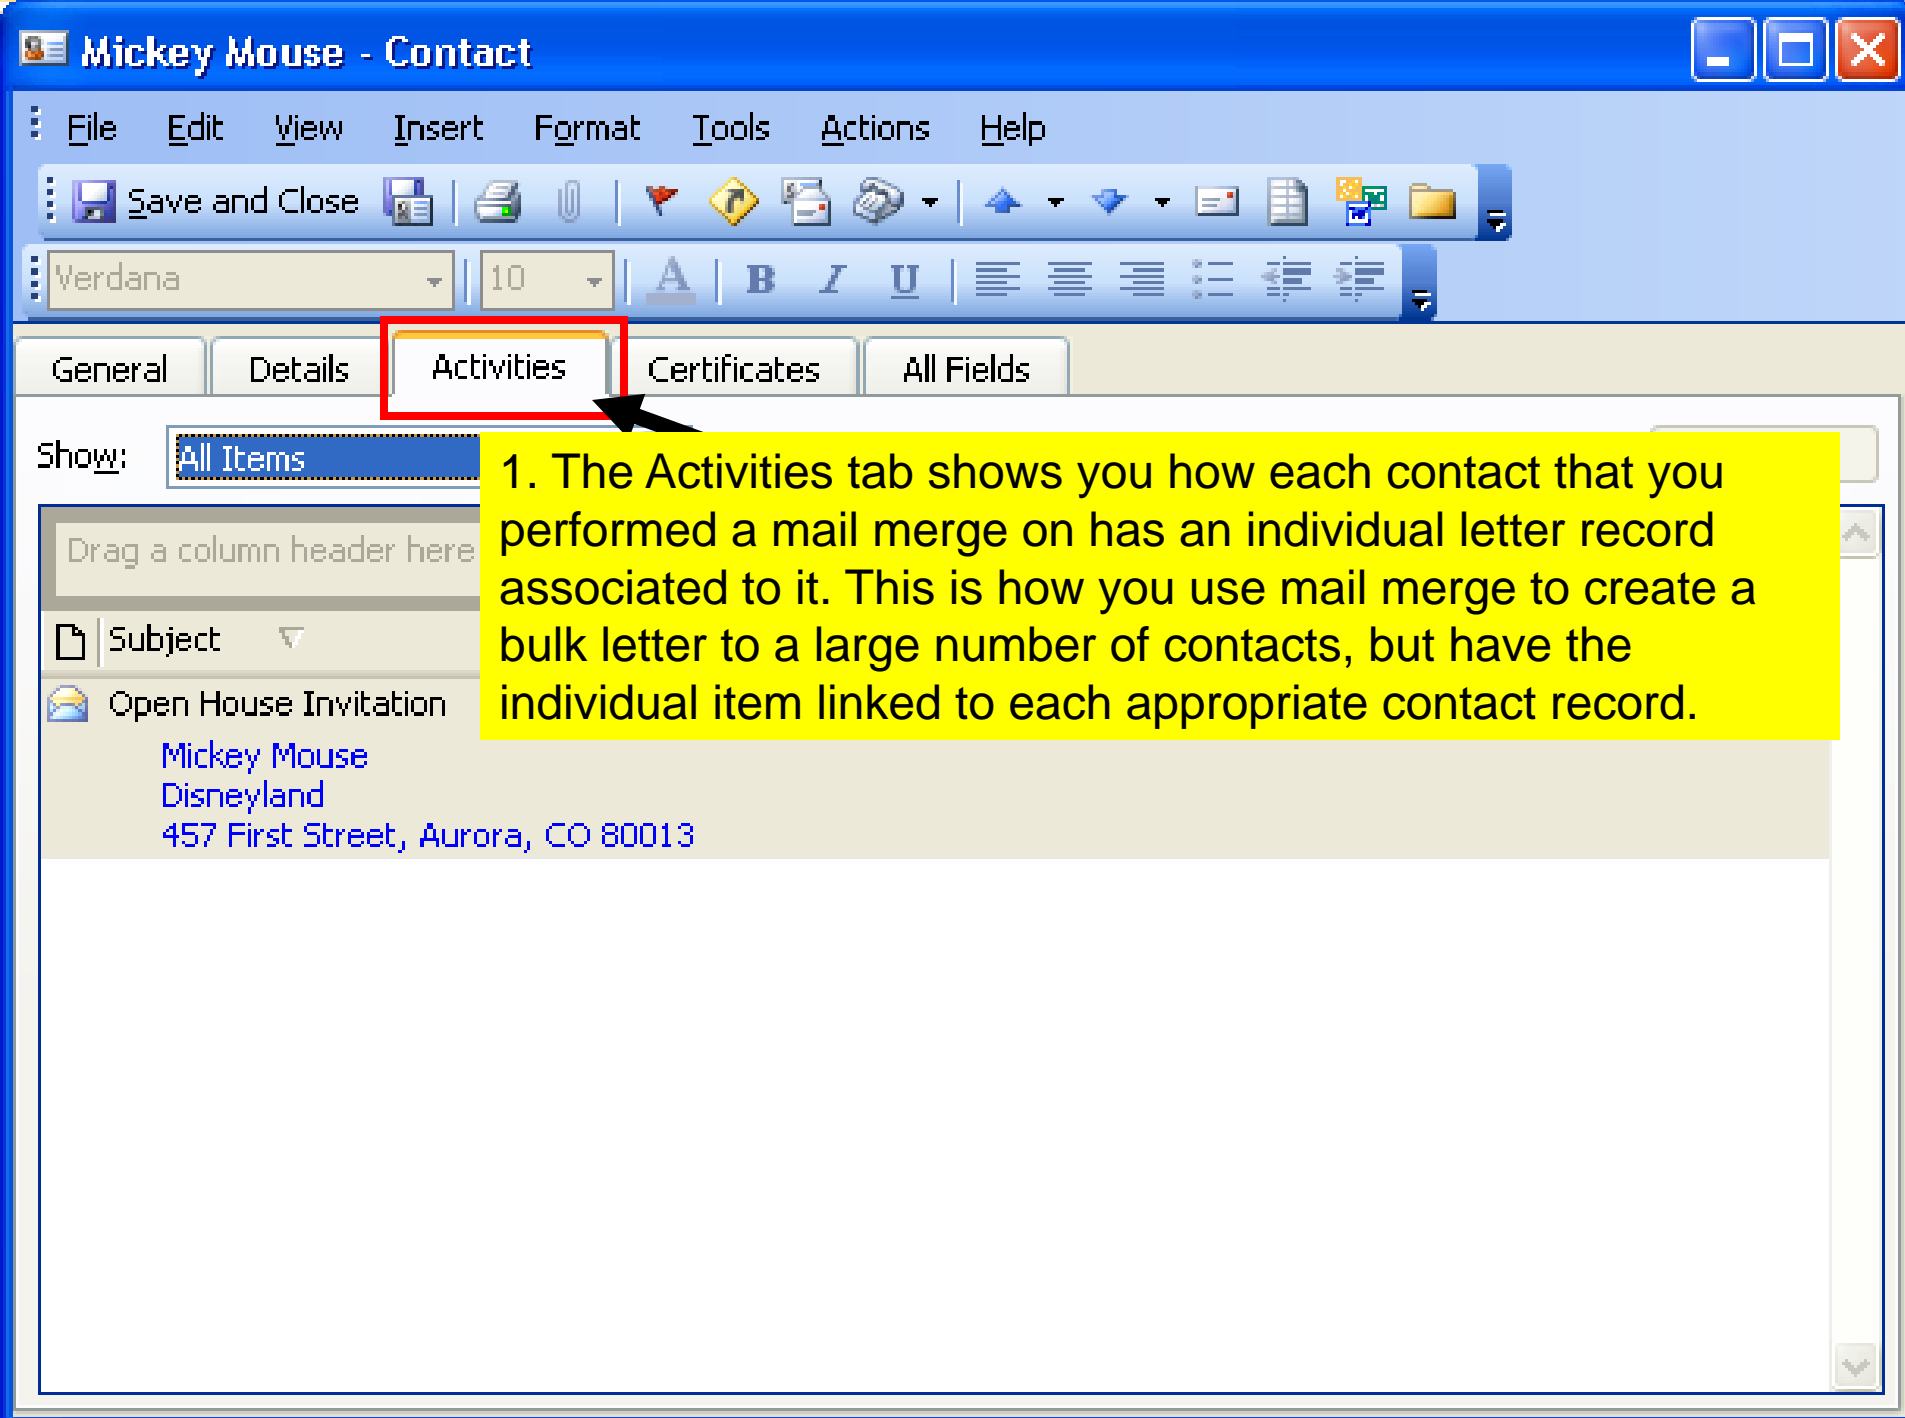 Mickey Mouse - Contact
File Edit View Insert Format Tools Actions Help
Save and Close
Verdana 10 A B I U
General Details Activities Certificates All Fields
Show: All Items
1. The Activities tab shows you how each contact that you
performed a mail merge on has an individual letter record
associated to it. This is how you use mail merge to create a
bulk letter to a large number of contacts, but have the
individual item linked to each appropriate contact record.
Drag a column header here
Subject
Open House Invitation
Mickey Mouse
Disneyland
457 First Street, Aurora, CO 80013